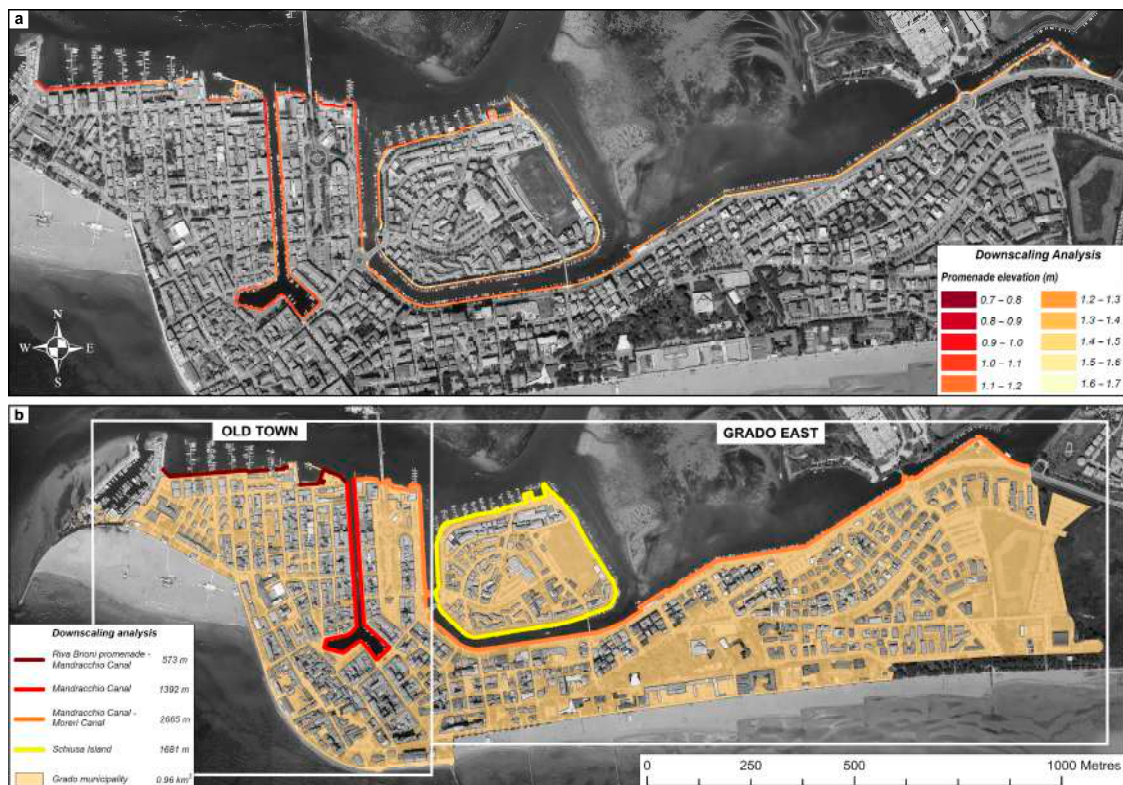 a
N
W
E
S
Downscaling Analysis
Promenade elevation (m)
0.7 – 0.8
0.8 – 0.9
0.9 – 1.0
1.0 – 1.1
1.1 – 1.2
1.2 – 1.3
1.3 – 1.4
1.4 – 1.5
1.5 – 1.6
1.6 – 1.7
b
OLD TOWN
GRADO EAST
Downscaling analysis
Riva Brioni promenade -
Mandracchio Canal
573 m
Mandracchio Canal
1392 m
Mandracchio Canal -
Moreri Canal
2665 m
Schiusa Island
1681 m
Grado municipality
0.96 km²
0
250
500
1000 Metres